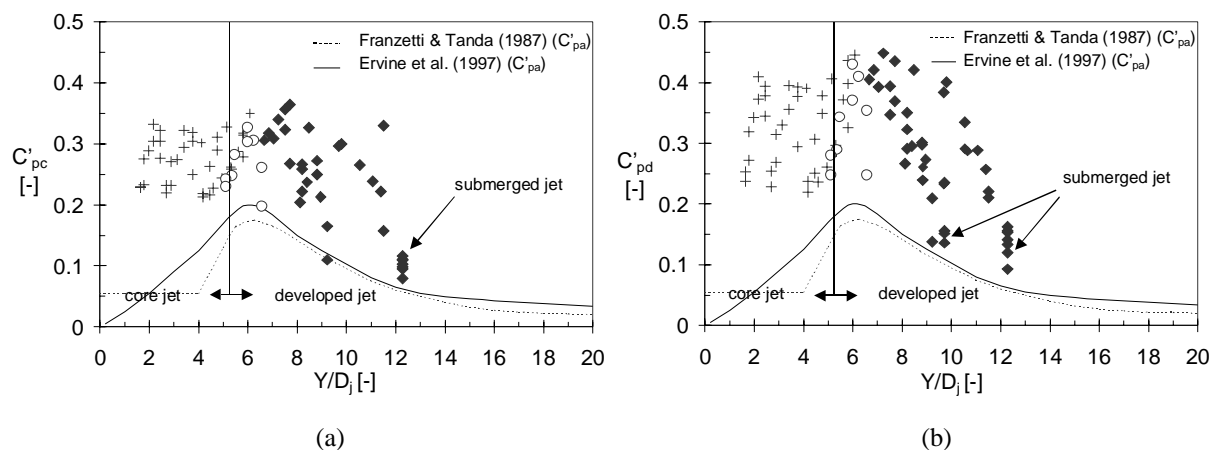 0.5
0.4
0.3
0.2
0.1
0
C'pc
[-]
Franzetti & Tanda (1987) (C'pa)
Ervine et al. (1997) (C'pa)
submerged jet
core jet
developed jet
0 2 4 6 8 10 12 14 16 18 20
Y/Dj [-]
(a)
0.5
0.4
0.3
0.2
0.1
0
C'pd
[-]
Franzetti & Tanda (1987) (C'pa)
Ervine et al. (1997) (C'pa)
submerged jet
core jet
developed jet
0 2 4 6 8 10 12 14 16 18 20
Y/Dj [-]
(b)